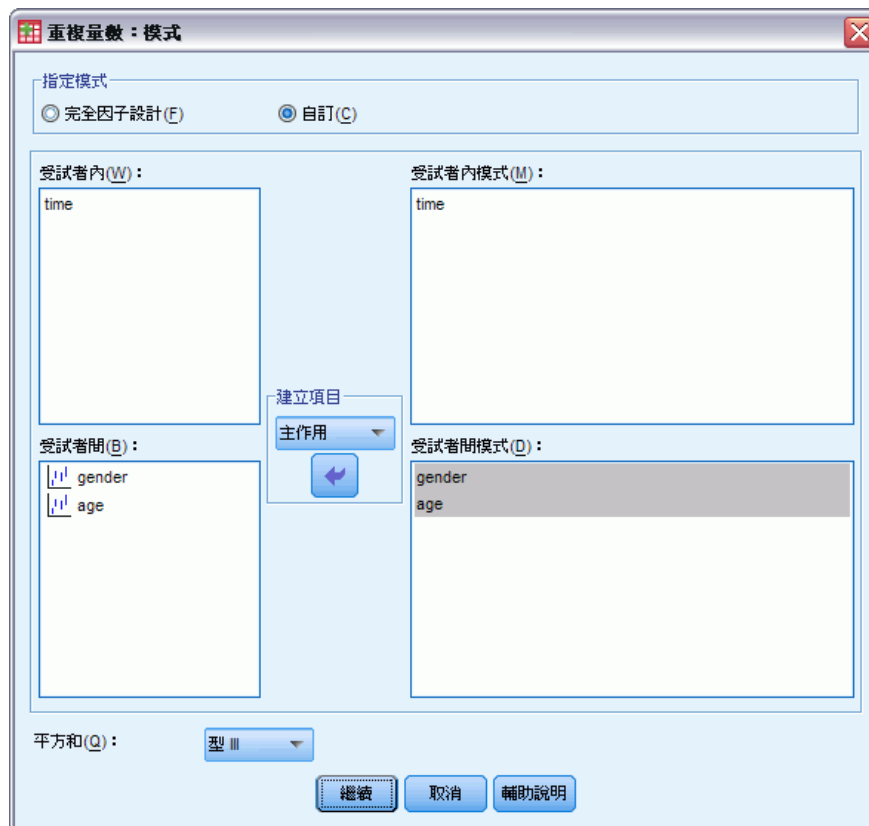 重複量數：模式
指定模式
完全因子設計(F)
自訂(C)
受試者內(W)：
受試者內模式(M)：
time
time
建立項目
主作用
受試者間(B)：
受試者間模式(D)：
gender
age
gender
age
平方和(Q)：
型 III
繼續
取消
輔助說明